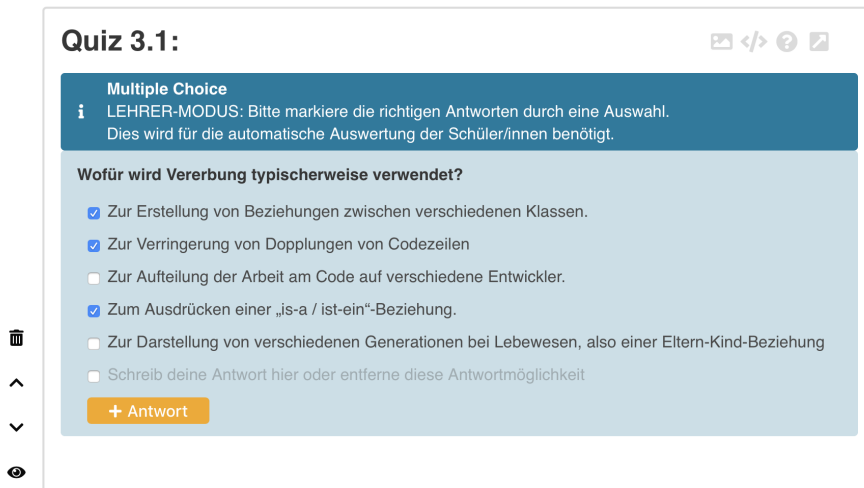 Quiz 3.1:
Multiple Choice
LEHRER-MODUS: Bitte markiere die richtigen Antworten durch eine Auswahl.
Dies wird für die automatische Auswertung der Schüler/innen benötigt.
Wofür wird Vererbung typischerweise verwendet?
Zur Erstellung von Beziehungen zwischen verschiedenen Klassen.
Zur Verringerung von Dopplungen von Codezeilen
Zur Aufteilung der Arbeit am Code auf verschiedene Entwickler.
Zum Ausdrücken einer „is-a / ist-ein“-Beziehung.
Zur Darstellung von verschiedenen Generationen bei Lebewesen, also einer Eltern-Kind-Beziehung
Schreib deine Antwort hier oder entferne diese Antwortmöglichkeit
+ Antwort